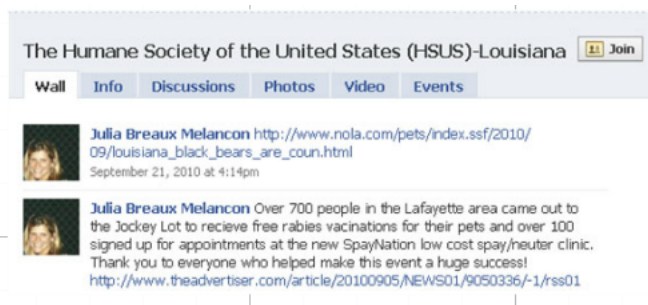 The Humane Society of the United States (HSUS)-Louisiana Join
Wall Info Discussions Photos Video Events
Julia Breaux Melancon http://www.nola.com/pets/index.ssf/2010/
09/louisiana_black_bears_are_coun.html
September 21, 2010 at 4:14pm
Julia Breaux Melancon Over 700 people in the Lafayette area came out to
the Jockey Lot to recieve free rabies vacinations for their pets and over 100
signed up for appointments at the new SpayNation low cost spay/neuter clinic.
Thank you to everyone who helped make this event a huge success!
http://www.theadvertiser.com/article/20100905/NEWS01/9050336/-1/rss01